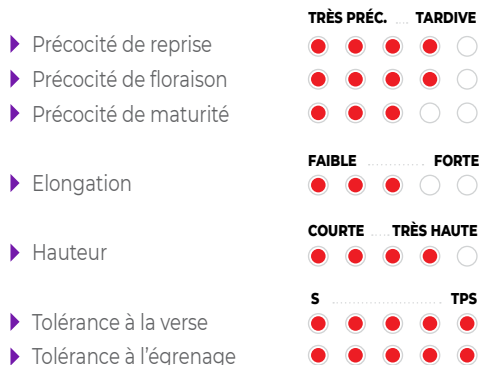 TRÈS PRÉC. .... TARDIVE
Précocité de reprise
Précocité de floraison
Précocité de maturité
FAIBLE .............. FORTE
Elongation
COURTE ..... TRÈS HAUTE
Hauteur
S ........................... TPS
Tolérance à la verse
Tolérance à l’égrenage